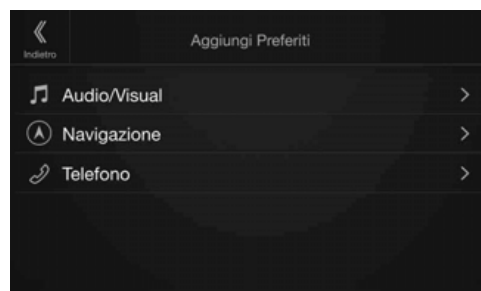 Indietro
Aggiungi Preferiti
Audio/Visual
Navigazione
Telefono